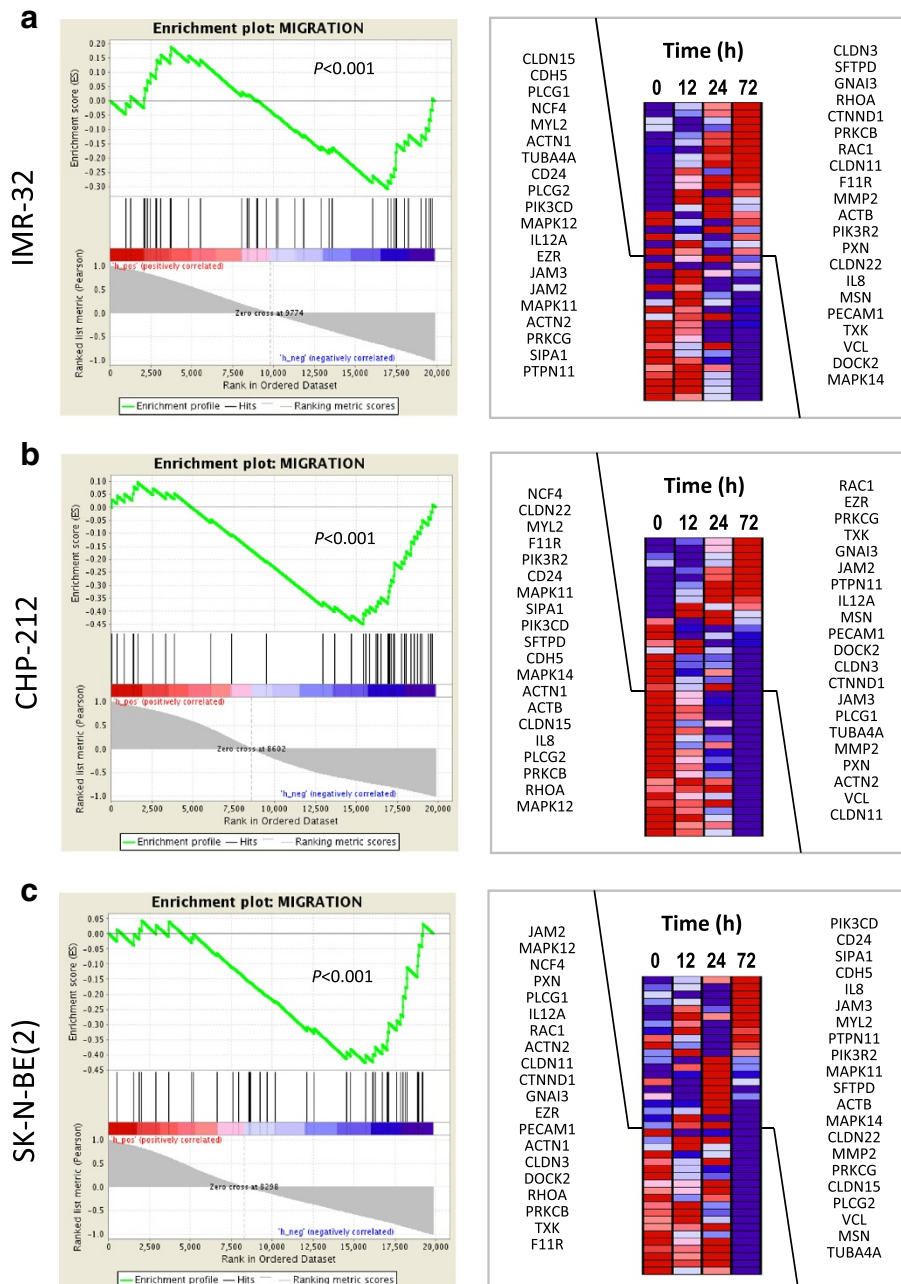 a
IMR-32
Enrichment plot: MIGRATION
P<0.001
Enrichment score (ES)
0.20
0.15
0.10
0.05
0.00
-0.05
-0.10
-0.15
-0.20
-0.25
-0.30
Ranked list metric (Pearson)
1.0
0.5
0.0
-0.5
-1.0
'h_pos' (positively correlated)
Zero cross at 9774
'h_neg' (negatively correlated)
0 2,500 5,000 7,500 10,000 12,500 15,000 17,500 20,000
Rank in Ordered Dataset
Enrichment profile Hits Ranking metric scores
CLDN15
CDH5
PLCG1
NCF4
MYL2
ACTN1
TUBA4A
CD24
PLCG2
PIK3CD
MAPK12
IL12A
EZR
JAM3
JAM2
MAPK11
ACTN2
PRKCG
SIPA1
PTPN11
Time (h)
0 12 24 72
CLDN3
SFTPD
GNAI3
RHOA
CTNND1
PRKCB
RAC1
CLDN11
F11R
MMP2
ACTB
PIK3R2
PXN
CLDN22
IL8
MSN
PECAM1
TXK
VCL
DOCK2
MAPK14
b
CHP-212
Enrichment plot: MIGRATION
P<0.001
Enrichment score (ES)
0.10
0.05
0.00
-0.05
-0.10
-0.15
-0.20
-0.25
-0.30
-0.35
-0.40
-0.45
Ranked list metric (Pearson)
1.0
0.5
0.0
-0.5
-1.0
'h_pos' (positively correlated)
Zero cross at 8602
'h_neg' (negatively correlated)
0 2,500 5,000 7,500 10,000 12,500 15,000 17,500 20,000
Rank in Ordered Dataset
Enrichment profile Hits Ranking metric scores
NCF4
CLDN22
MYL2
F11R
PIK3R2
CD24
MAPK11
SIPA1
PIK3CD
SFTPD
CDH5
MAPK14
ACTN1
ACTB
CLDN15
IL8
PLCG2
PRKCB
RHOA
MAPK12
Time (h)
0 12 24 72
RAC1
EZR
PRKCG
TXK
GNAI3
JAM2
PTPN11
IL12A
MSN
PECAM1
DOCK2
CLDN3
CTNND1
JAM3
PLCG1
TUBA4A
MMP2
PXN
ACTN2
VCL
CLDN11
c
SK-N-BE(2)
Enrichment plot: MIGRATION
P<0.001
Enrichment score (ES)
0.05
0.00
-0.05
-0.10
-0.15
-0.20
-0.25
-0.30
-0.35
-0.40
-0.45
Ranked list metric (Pearson)
1.0
0.5
0.0
-0.5
-1.0
'h_pos' (positively correlated)
Zero cross at 8298
'h_neg' (negatively correlated)
0 2,500 5,000 7,500 10,000 12,500 15,000 17,500 20,000
Rank in Ordered Dataset
Enrichment profile Hits Ranking metric scores
JAM2
MAPK12
NCF4
PXN
PLCG1
IL12A
RAC1
ACTN2
CLDN11
CTNND1
GNAI3
EZR
PECAM1
ACTN1
CLDN3
DOCK2
RHOA
PRKCB
TXK
F11R
Time (h)
0 12 24 72
PIK3CD
CD24
SIPA1
CDH5
IL8
JAM3
MYL2
PTPN11
PIK3R2
MAPK11
SFTPD
ACTB
MAPK14
CLDN22
MMP2
PRKCG
CLDN15
PLCG2
VCL
MSN
TUBA4A